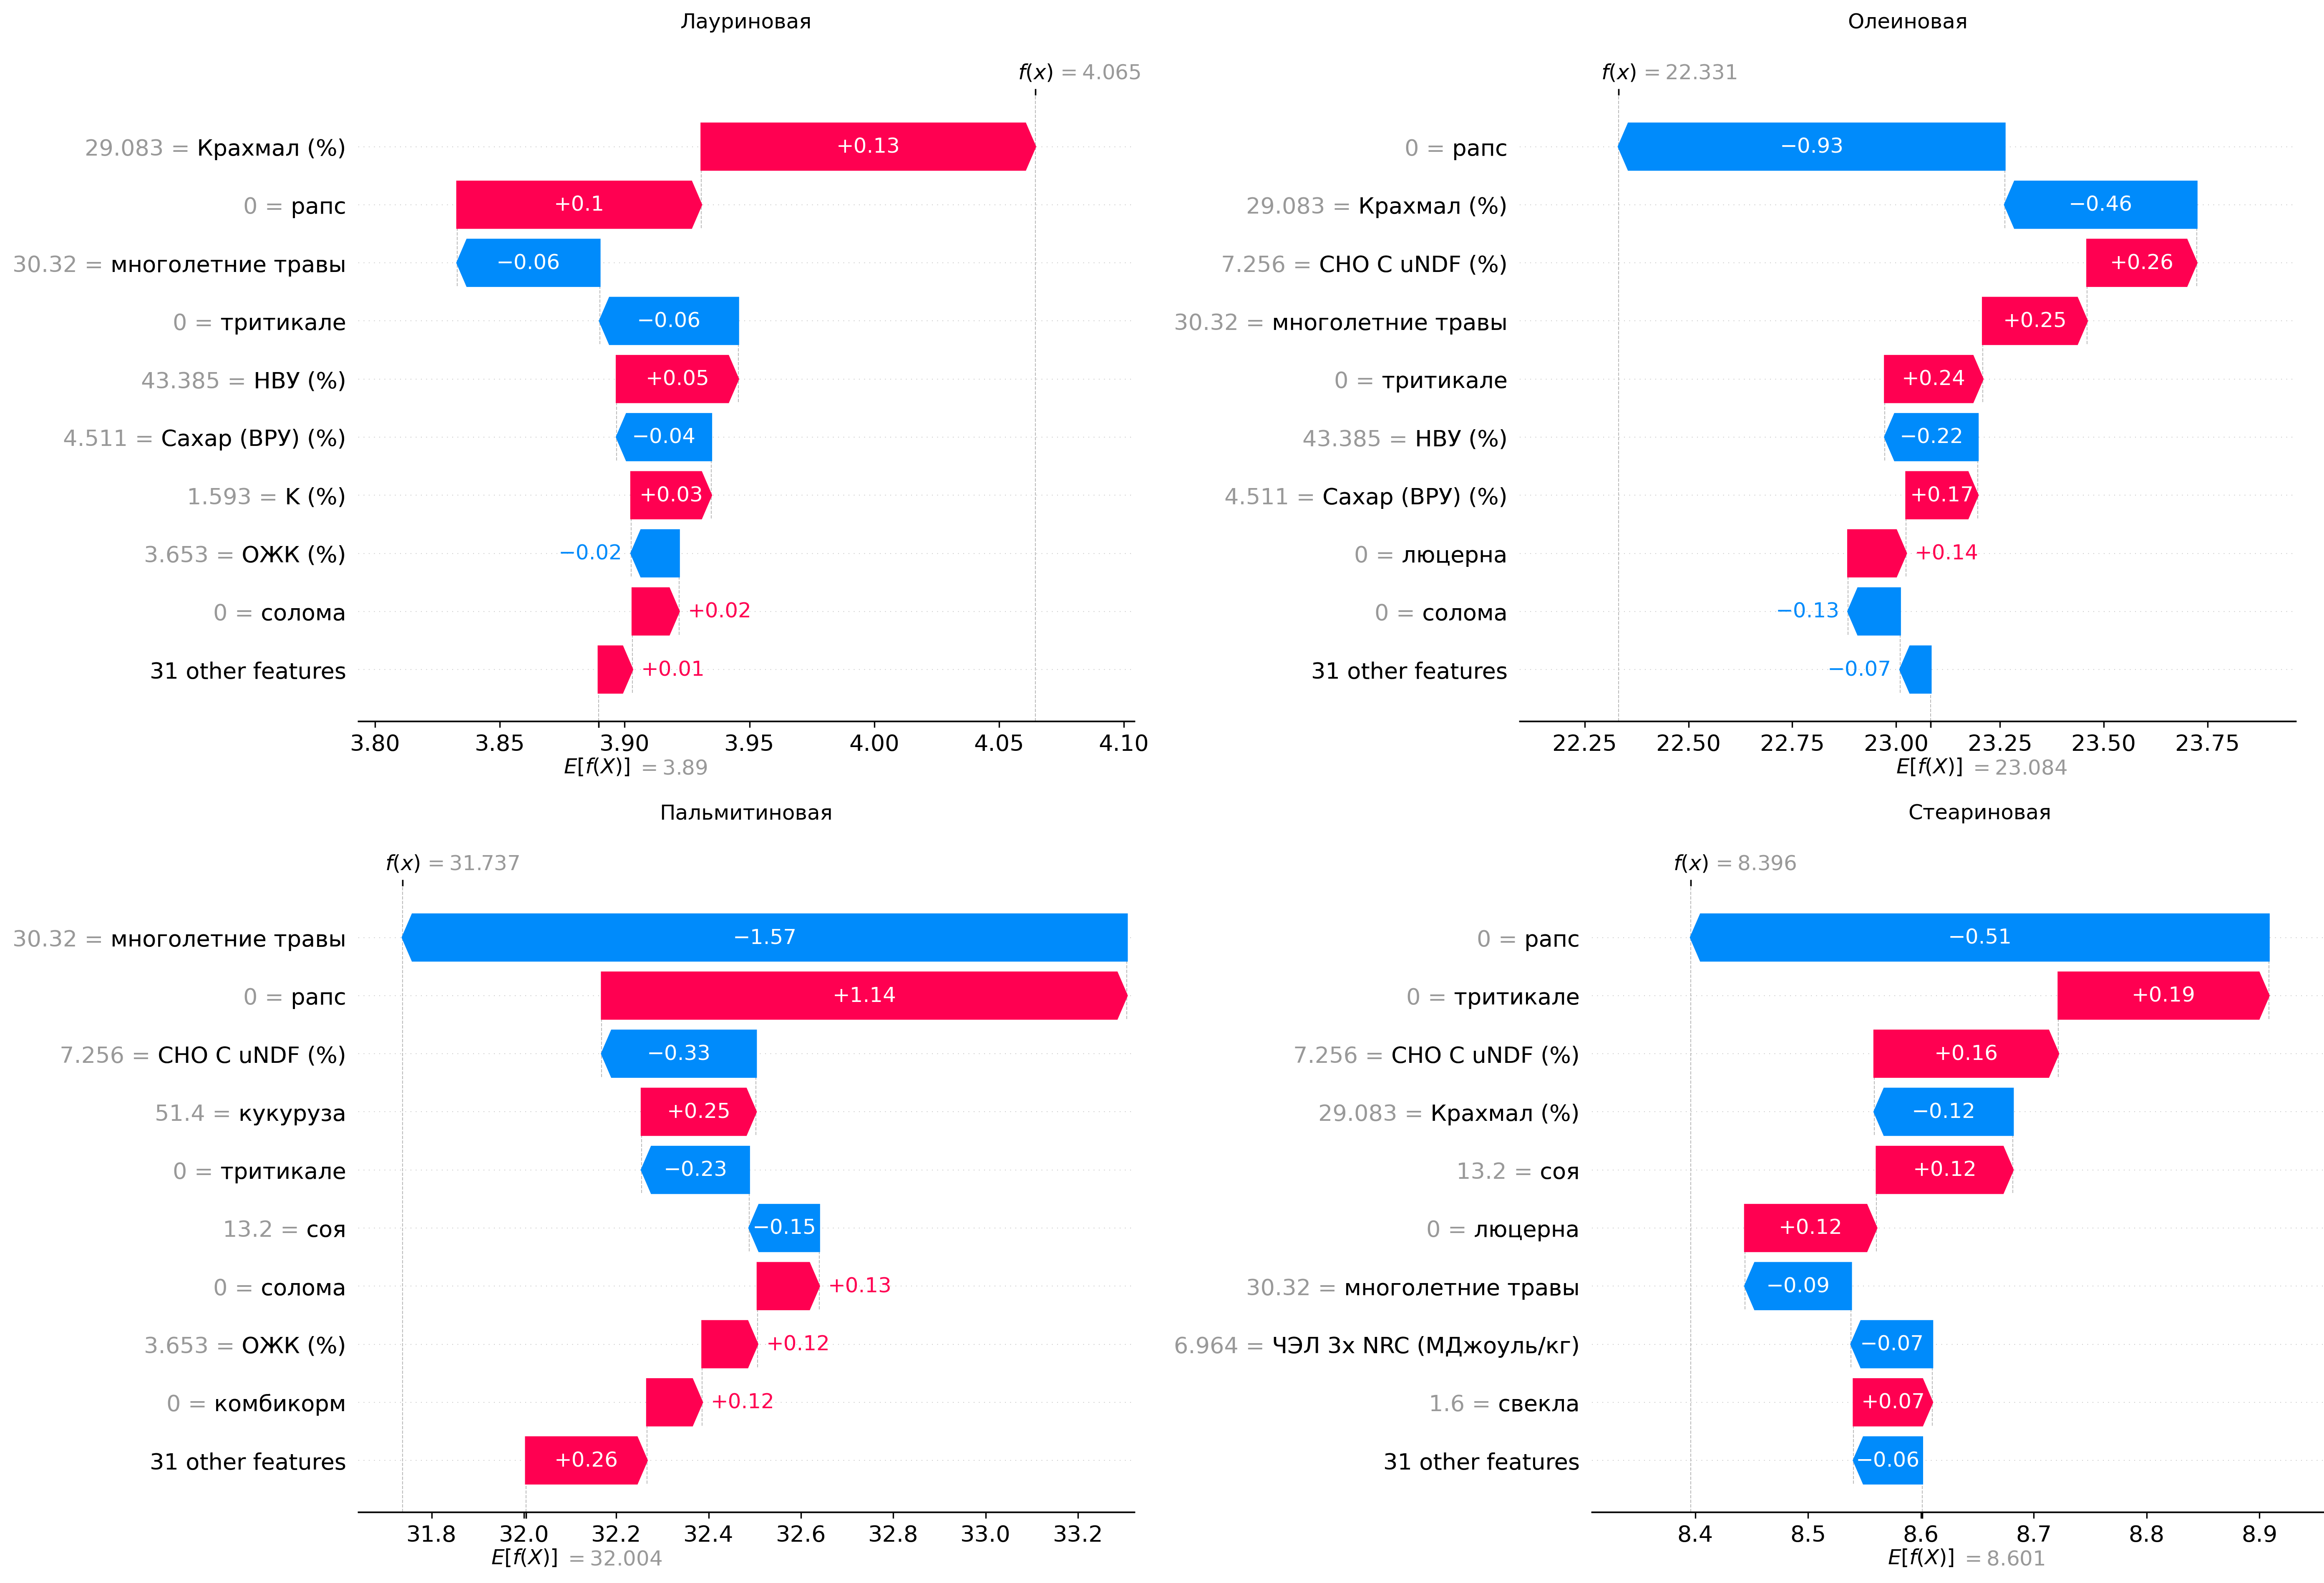 Лауриновая
f(x) = 4.065
29.083 = Крахмал (%)
+0.13
0 = рапс
+0.1
30.32 = многолетние травы
−0.06
0 = тритикале
−0.06
43.385 = НВУ (%)
+0.05
4.511 = Сахар (ВРУ) (%)
−0.04
1.593 = K (%)
+0.03
3.653 = ОЖК (%)
−0.02
0 = солома
+0.02
31 other features
+0.01
3.80 3.85 3.90 3.95 4.00 4.05 4.10
E[f(X)] = 3.89
Олеиновая
f(x) = 22.331
0 = рапс
−0.93
29.083 = Крахмал (%)
−0.46
7.256 = CHO C uNDF (%)
+0.26
30.32 = многолетние травы
+0.25
0 = тритикале
+0.24
43.385 = НВУ (%)
−0.22
4.511 = Сахар (ВРУ) (%)
+0.17
0 = люцерна
+0.14
0 = солома
−0.13
31 other features
−0.07
22.25 22.50 22.75 23.00 23.25 23.50 23.75
E[f(X)] = 23.084
Пальмитиновая
f(x) = 31.737
30.32 = многолетние травы
−1.57
0 = рапс
+1.14
7.256 = CHO C uNDF (%)
−0.33
51.4 = кукуруза
+0.25
0 = тритикале
−0.23
13.2 = соя
−0.15
0 = солома
+0.13
3.653 = ОЖК (%)
+0.12
0 = комбикорм
+0.12
31 other features
+0.26
31.8 32.0 32.2 32.4 32.6 32.8 33.0 33.2
E[f(X)] = 32.004
Стеариновая
f(x) = 8.396
0 = рапс
−0.51
0 = тритикале
+0.19
7.256 = CHO C uNDF (%)
+0.16
29.083 = Крахмал (%)
−0.12
13.2 = соя
+0.12
0 = люцерна
+0.12
30.32 = многолетние травы
−0.09
6.964 = ЧЭЛ 3х NRC (МДжоуль/кг)
−0.07
1.6 = свекла
+0.07
31 other features
−0.06
8.4 8.5 8.6 8.7 8.8 8.9
E[f(X)] = 8.601